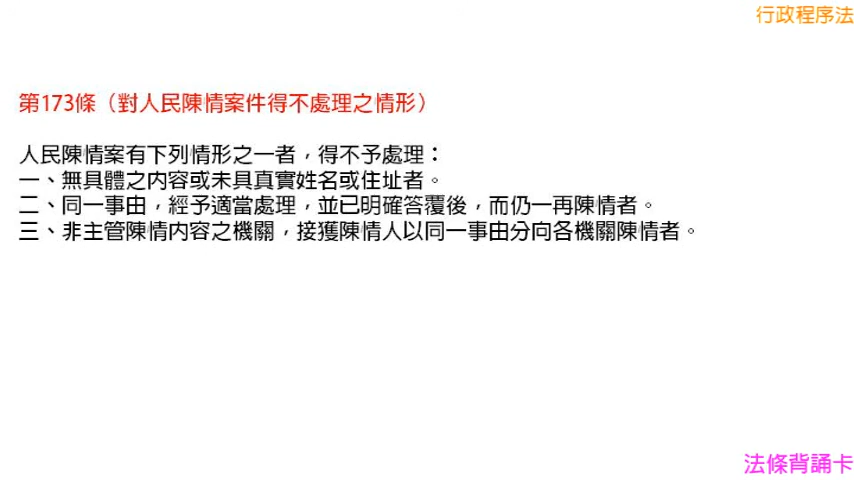 行政程序法
第173條（對人民陳情案件得不處理之情形）
人民陳情案有下列情形之一者，得不予處理：
一、無具體之內容或未具真實姓名或住址者。
二、同一事由，經予適當處理，並已明確答覆後，而仍一再陳情者。
三、非主管陳情內容之機關，接獲陳情人以同一事由分向各機關陳情者。
法條背誦卡